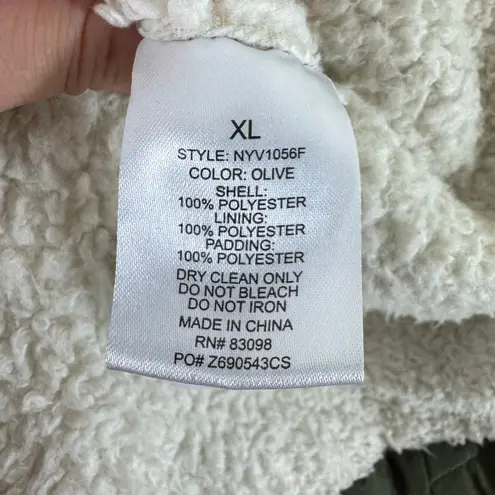 XL
STYLE: NYV1056F
COLOR: OLIVE
SHELL:
100% POLYESTER
LINING:
100% POLYESTER
PADDING:
100% POLYESTER
DRY CLEAN ONLY
DO NOT BLEACH
DO NOT IRON
MADE IN CHINA
RN# 83098
PO# Z690543CS